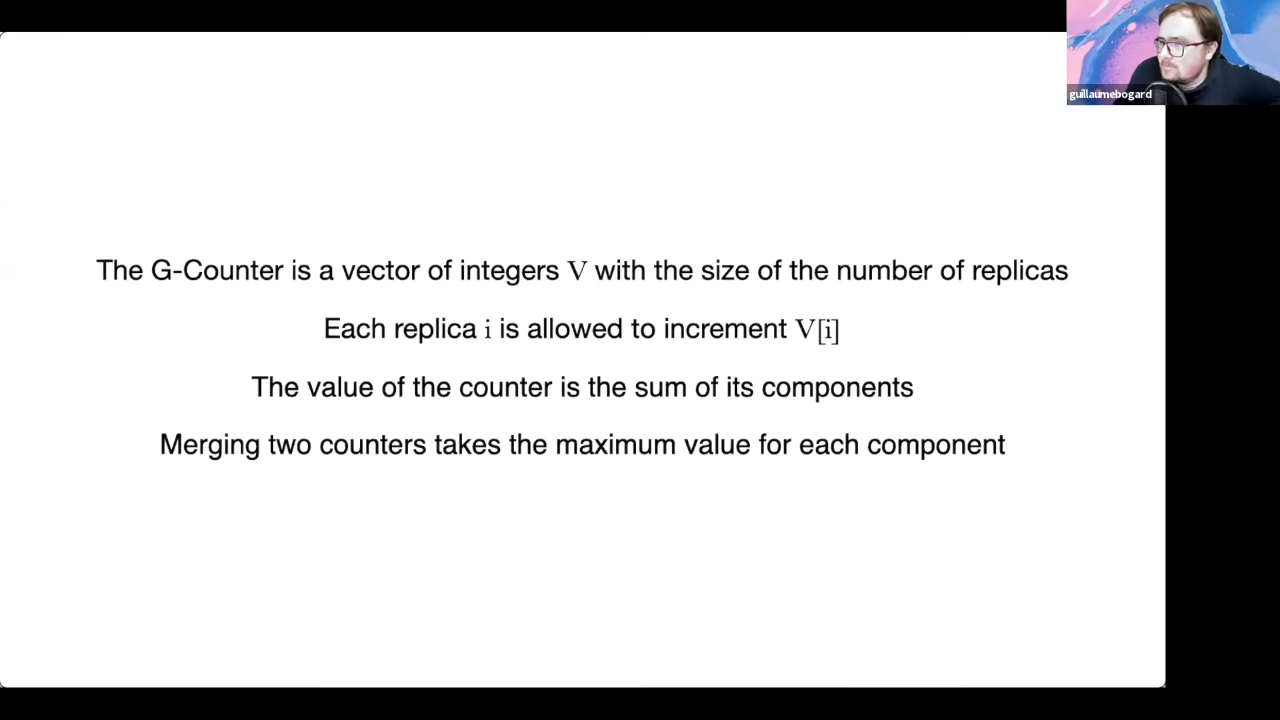 guillaumebogard
The G-Counter is a vector of integers V with the size of the number of replicas
Each replica i is allowed to increment V[i]
The value of the counter is the sum of its components
Merging two counters takes the maximum value for each component